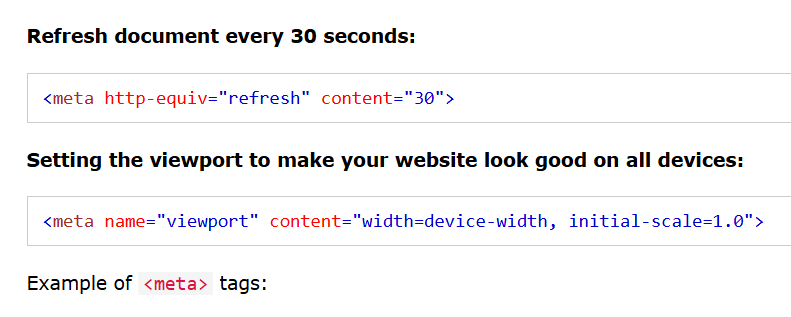 Refresh document every 30 seconds:
<meta http-equiv="refresh" content="30">
Setting the viewport to make your website look good on all devices:
<meta name="viewport" content="width=device-width, initial-scale=1.0">
Example of <meta> tags: